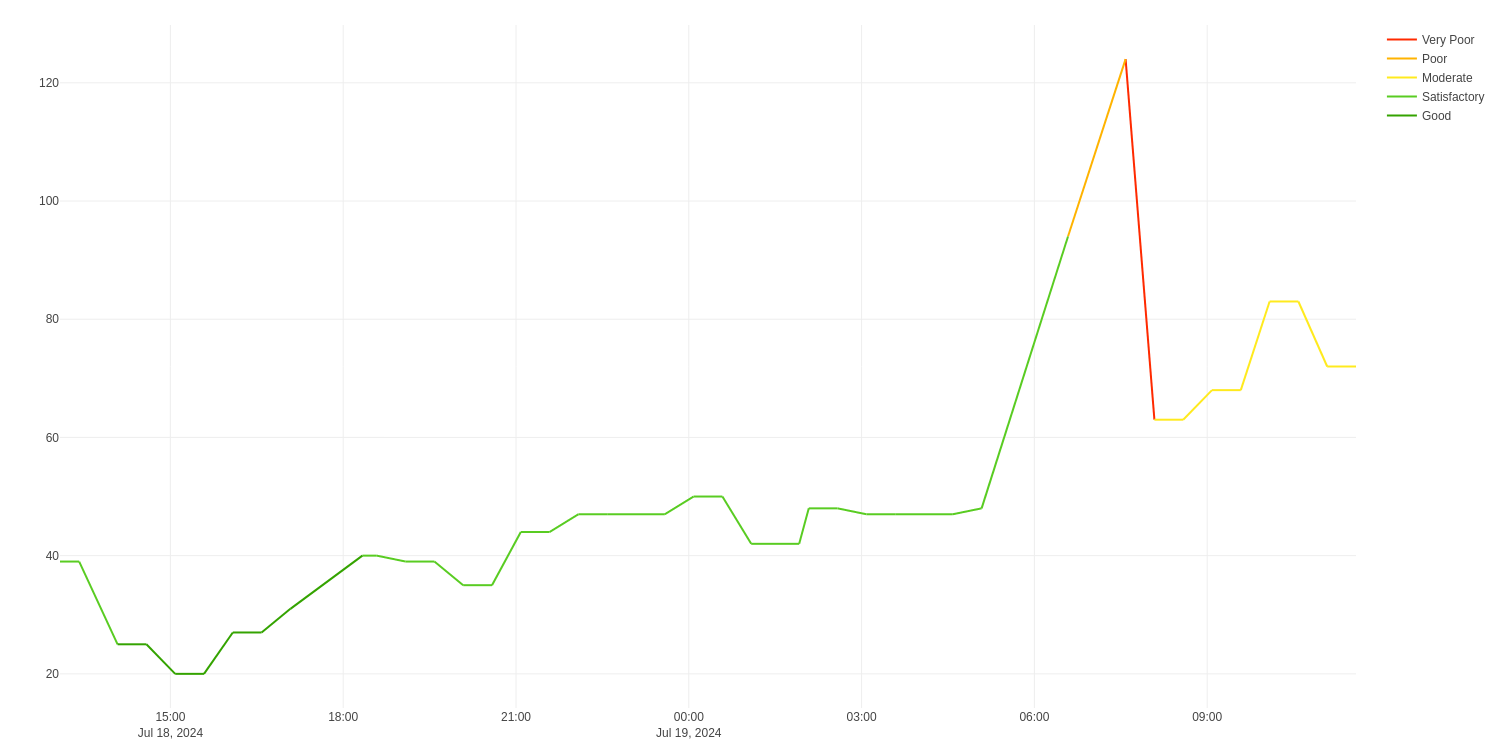 120
100
80
60
40
20
15:00
Jul 18, 2024
18:00
21:00
00:00
Jul 19, 2024
03:00
06:00
09:00
Very Poor
Poor
Moderate
Satisfactory
Good